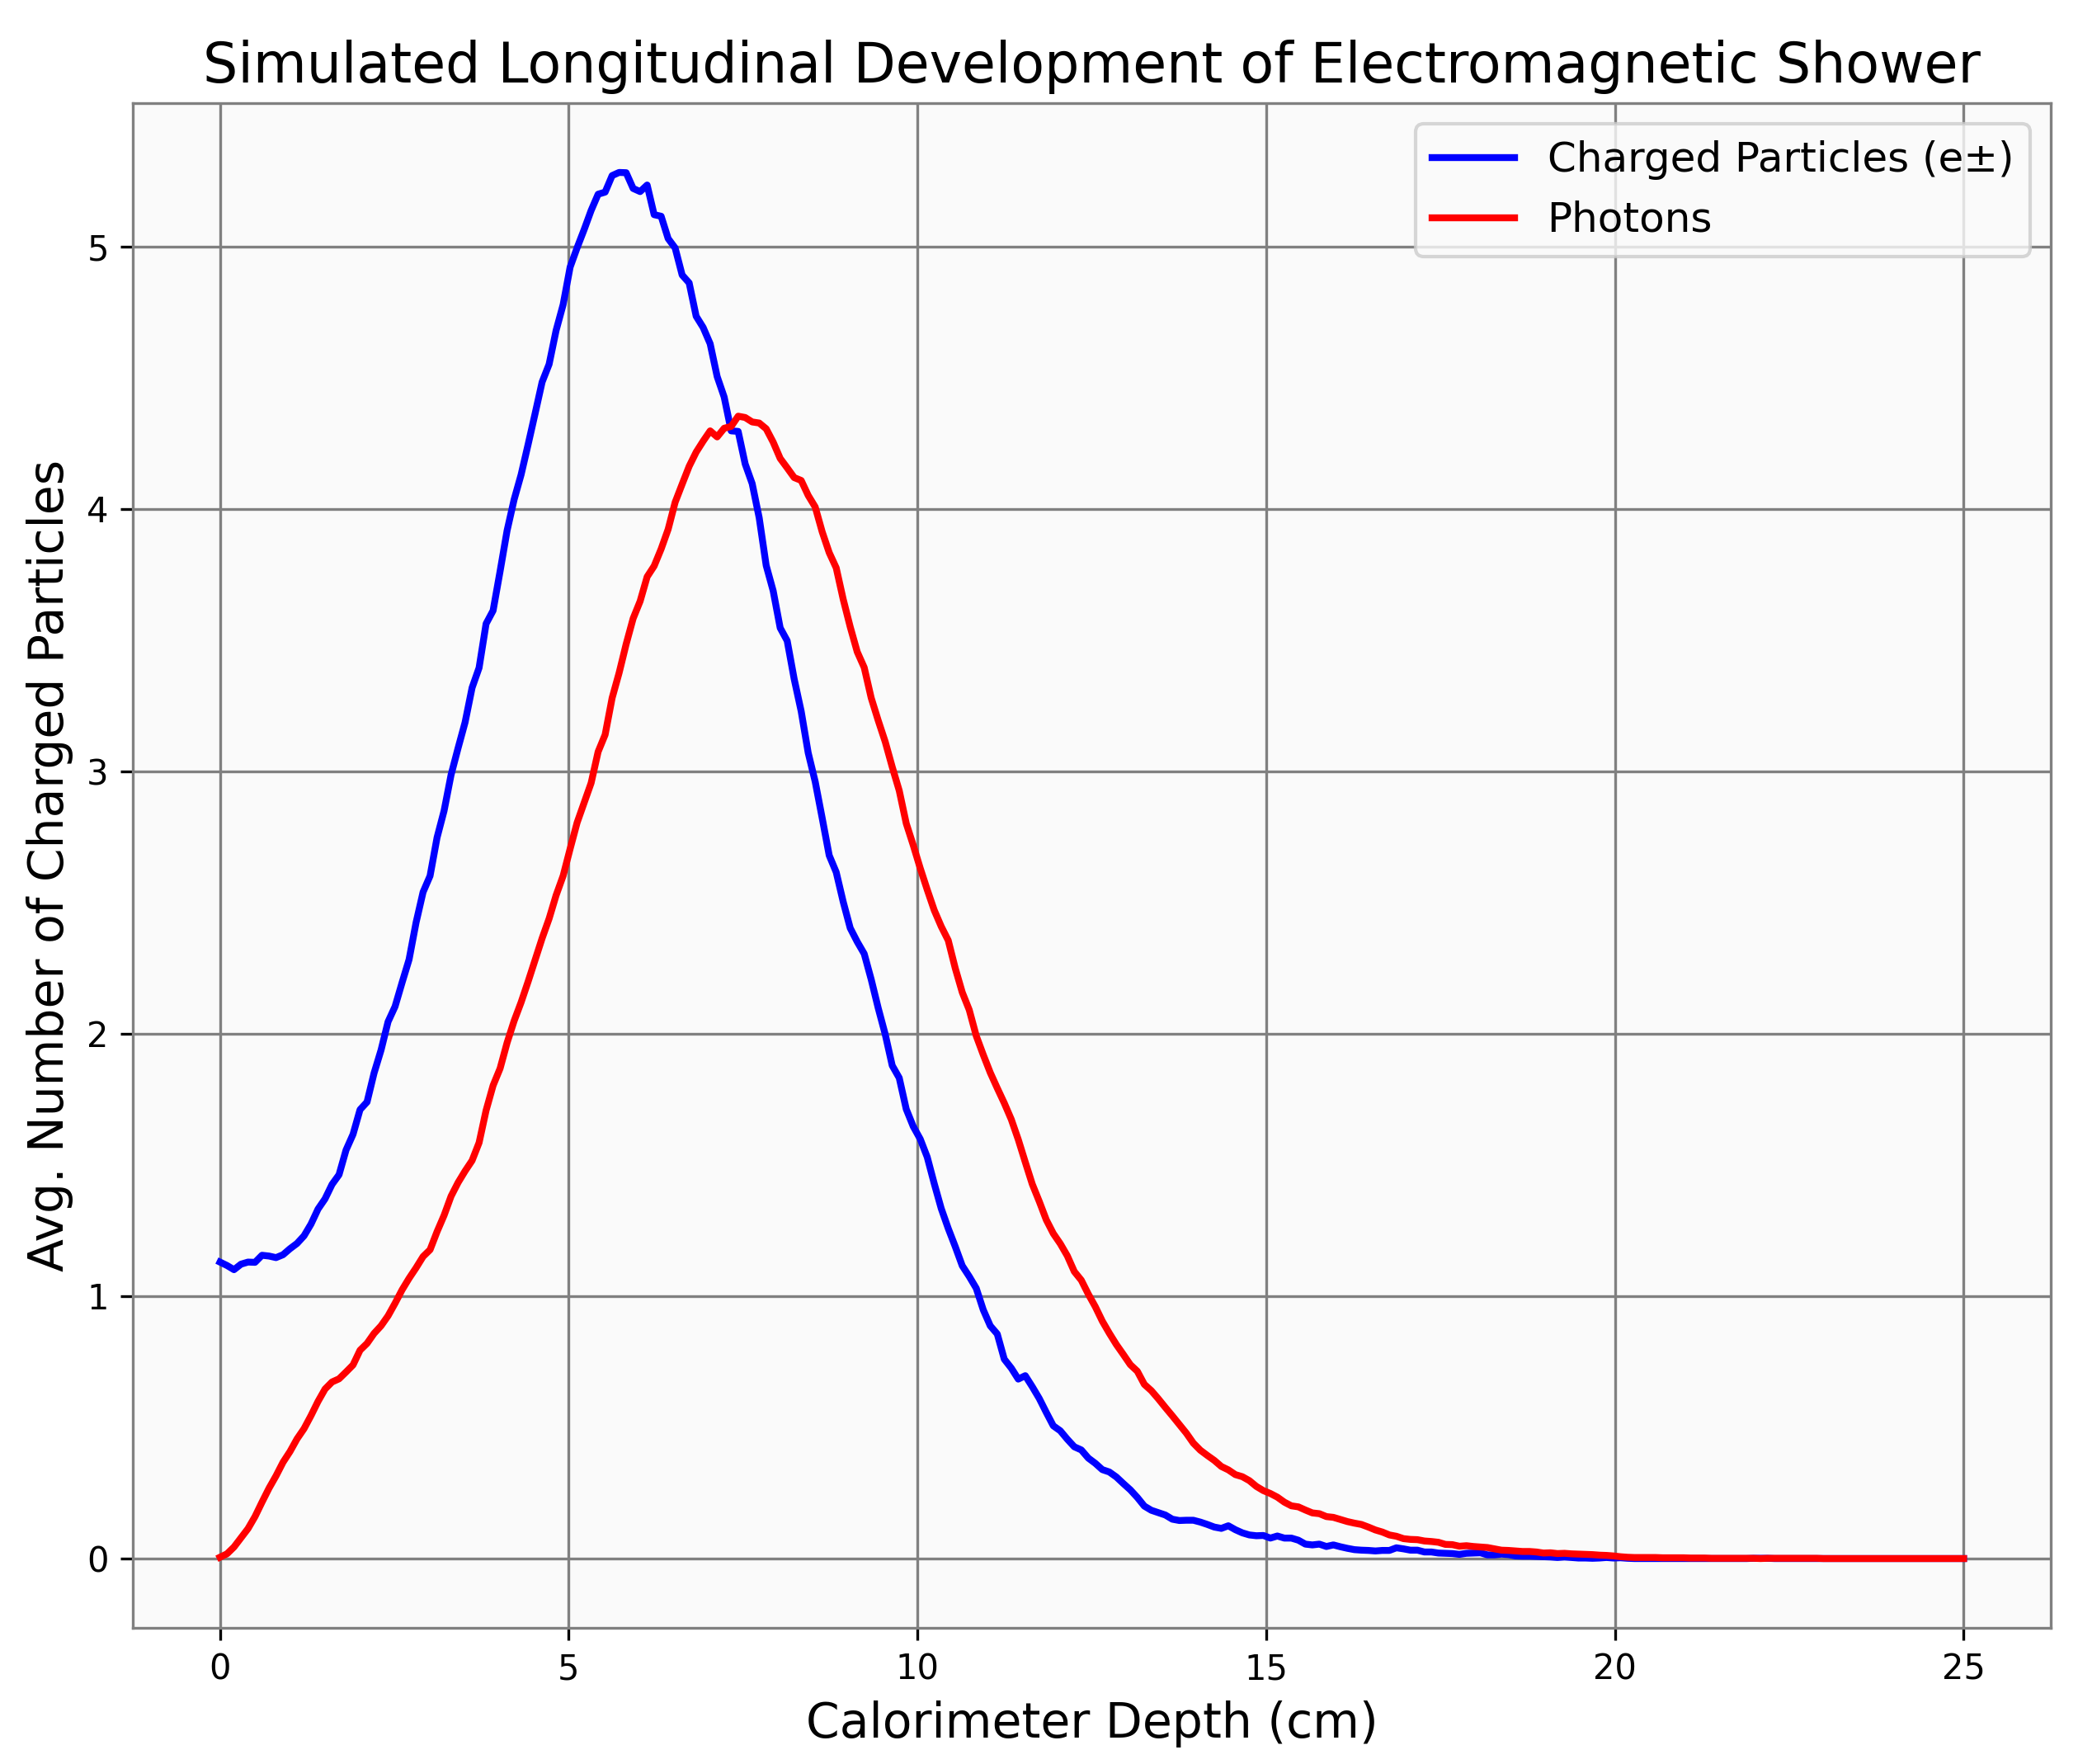 Simulated Longitudinal Development of Electromagnetic Shower
Charged Particles (e±)
Photons
Avg. Number of Charged Particles
5
4
3
2
1
0
0 5 10 15 20 25
Calorimeter Depth (cm)